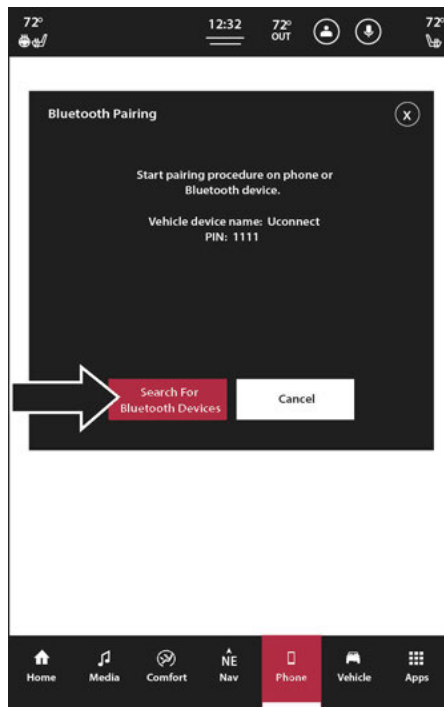 72°
12:32
72°
OUT
72°
Bluetooth Pairing
X
Start pairing procedure on phone or
Bluetooth device.
Vehicle device name: Uconnect
PIN: 1111
Search For
Bluetooth Devices
Cancel
NE
Home
Media
Comfort
Nav
Phone
Vehicle
Apps